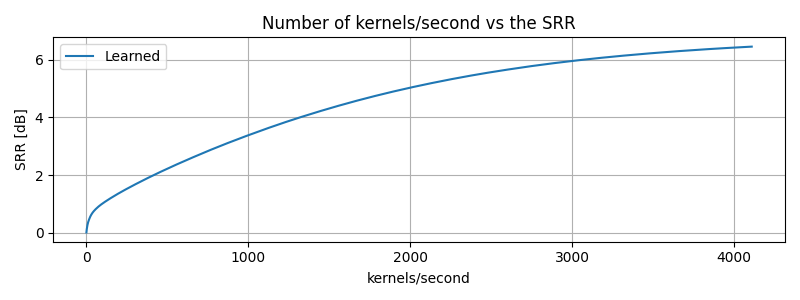 Number of kernels/second vs the SRR
Learned
SRR [dB]
6
4
2
0
0 1000 2000 3000 4000
kernels/second